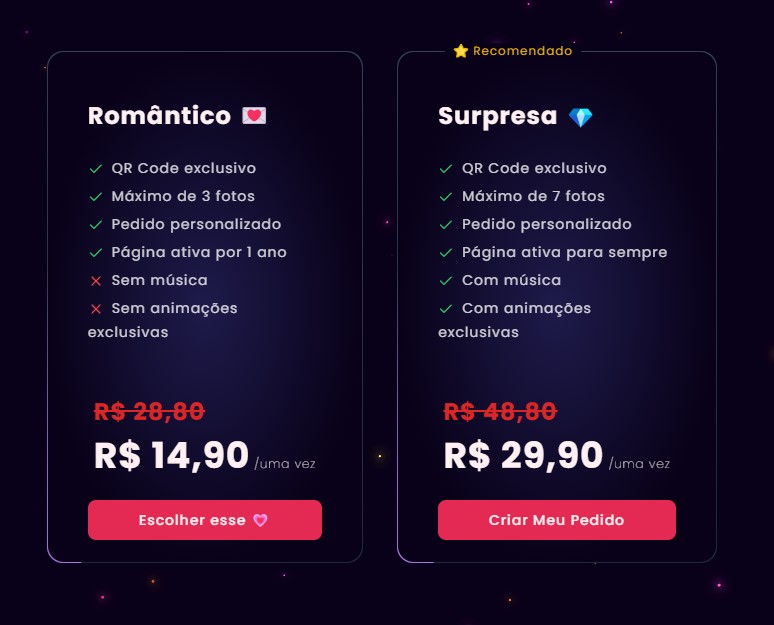 Romântico 💌
QR Code exclusivo
Máximo de 3 fotos
Pedido personalizado
Página ativa por 1 ano
Sem música
Sem animações
exclusivas
R$ 28,80
R$ 14,90 /uma vez
Escolher esse 💗
⭐ Recomendado
Surpresa 💎
QR Code exclusivo
Máximo de 7 fotos
Pedido personalizado
Página ativa para sempre
Com música
Com animações
exclusivas
R$ 48,80
R$ 29,90 /uma vez
Criar Meu Pedido